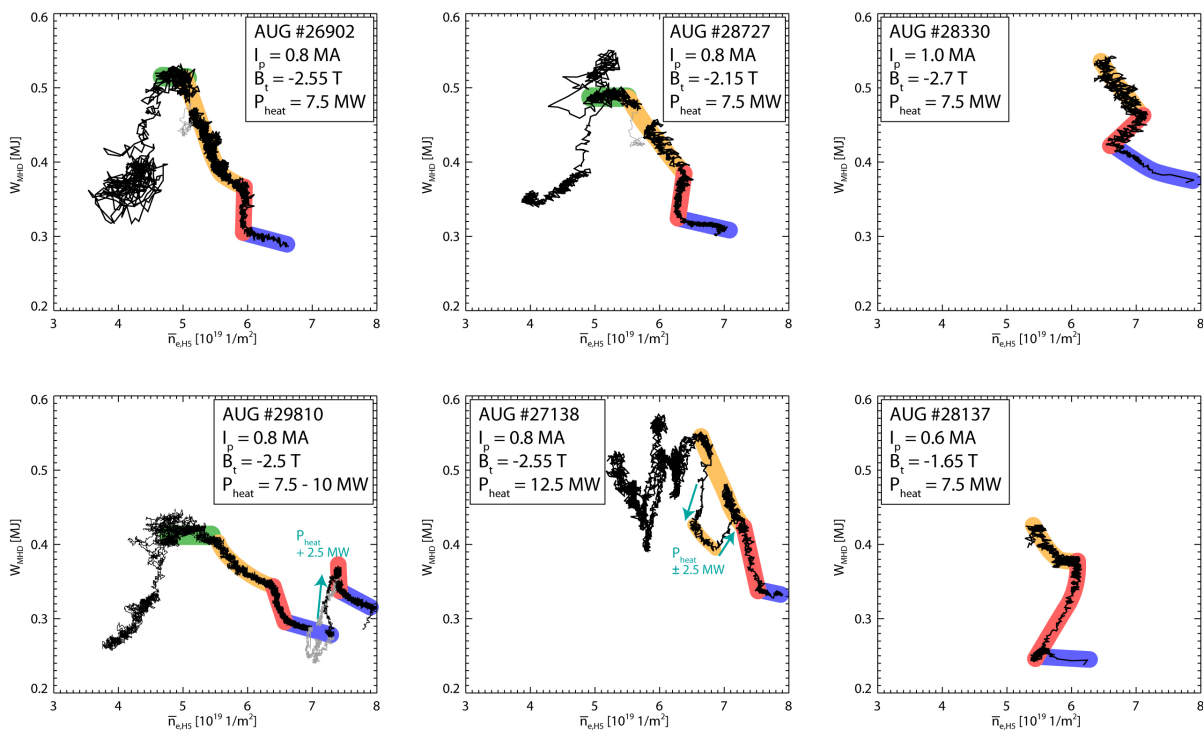 AUG #26902
I_p = 0.8 MA
B_t = -2.55 T
P_heat = 7.5 MW
W_MHD [MJ]
0.5
0.4
0.3
0.2
3 4 5 6 7 8
n̅_e,H5 [10^19 1/m^2]
AUG #28727
I_p = 0.8 MA
B_t = -2.15 T
P_heat = 7.5 MW
W_MHD [MJ]
0.6
0.5
0.4
0.3
0.2
3 4 5 6 7 8
n̅_e,H5 [10^19 1/m^2]
AUG #28330
I_p = 1.0 MA
B_t = -2.7 T
P_heat = 7.5 MW
W_MHD [MJ]
0.6
0.5
0.4
0.3
0.2
3 4 5 6 7 8
n̅_e,H5 [10^19 1/m^2]
AUG #29810
I_p = 0.8 MA
B_t = -2.5 T
P_heat = 7.5 - 10 MW
P_heat
+ 2.5 MW
W_MHD [MJ]
0.6
0.5
0.4
0.3
0.2
3 4 5 6 7 8
n̅_e,H5 [10^19 1/m^2]
AUG #27138
I_p = 0.8 MA
B_t = -2.55 T
P_heat = 12.5 MW
P_heat
± 2.5 MW
W_MHD [MJ]
0.6
0.5
0.4
0.3
0.2
3 4 5 6 7 8
n̅_e,H5 [10^19 1/m^2]
AUG #28137
I_p = 0.6 MA
B_t = -1.65 T
P_heat = 7.5 MW
W_MHD [MJ]
0.6
0.5
0.4
0.3
0.2
3 4 5 6 7 8
n̅_e,H5 [10^19 1/m^2]